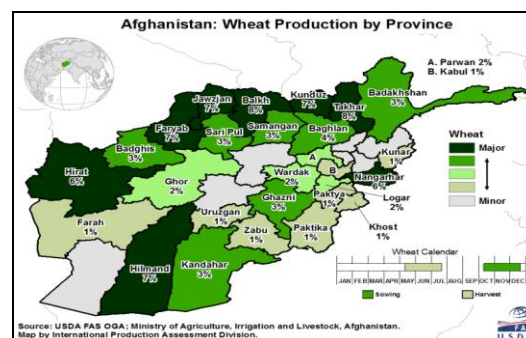 Afghanistan: Wheat Production by Province
A. Parwan 2%
B. Kabul 1%
Badakhshan
3%
Kunduz
7%
Takhar
8%
Balkh
8%
Jawzjan
7%
Faryab
7%
Sari Pul
3%
Samangan
3%
Baghlan
4%
Badghis
3%
Hirat
6%
Ghor
2%
A
B
Wardak
2%
Kunar
1%
Nangarhar
6%
Logar
2%
Paktya
1%
Khost
1%
Ghazni
3%
Uruzgan
1%
Farah
1%
Zabu
1%
Paktika
1%
Hilmand
7%
Kandahar
3%
Wheat
Major
Minor
Wheat Calendar
JAN FEB MAR APR MAY JUN JUL AUG SEP OCT NOV DEC
Sowing
Harvest
Source: USDA FAS OGA; Ministry of Agriculture, Irrigation and Livestock, Afghanistan.
Map by International Production Assessment Division.